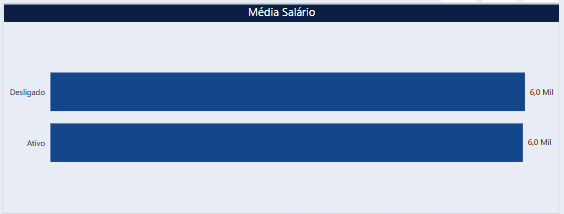 Média Salário
Desligado 6,0 Mil
Ativo 6,0 Mil